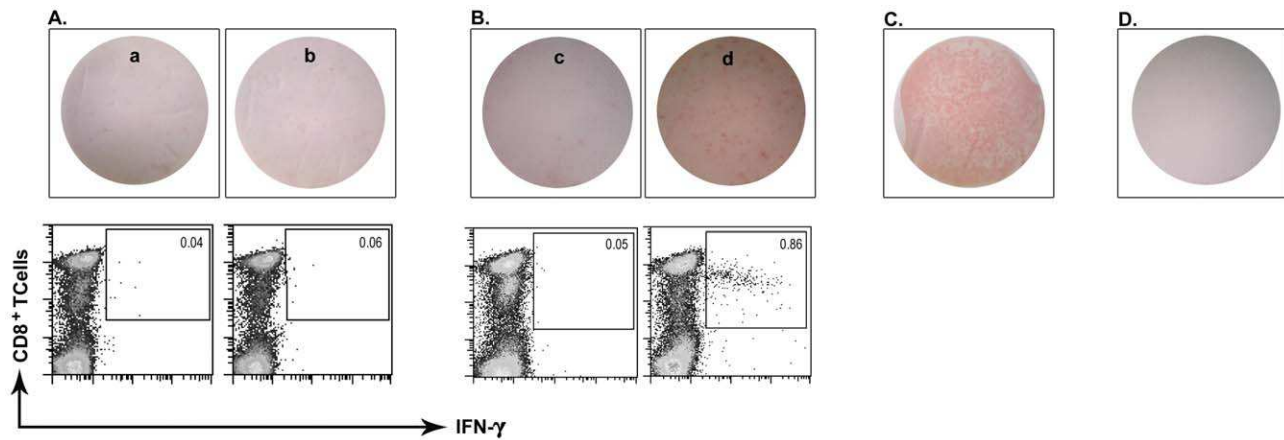 A. B. C. D.
a b c d
0.04 0.06 0.05 0.86
CD8+ TCells
IFN-γ